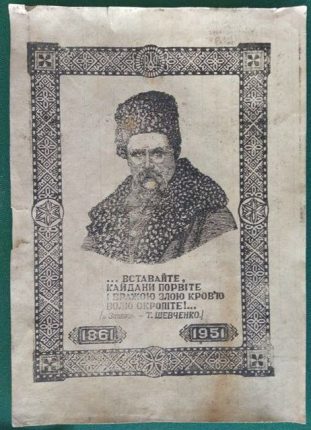 ... ВСТАВАЙТЕ,
КАЙДАНИ ПОРВІТЕ
І ВРАЖОЮ ЗЛОЮ КРОВ'Ю
ВОЛЮ ОКРОПІТЕ!...
- Т. ШЕВЧЕНКО.
1861 1951